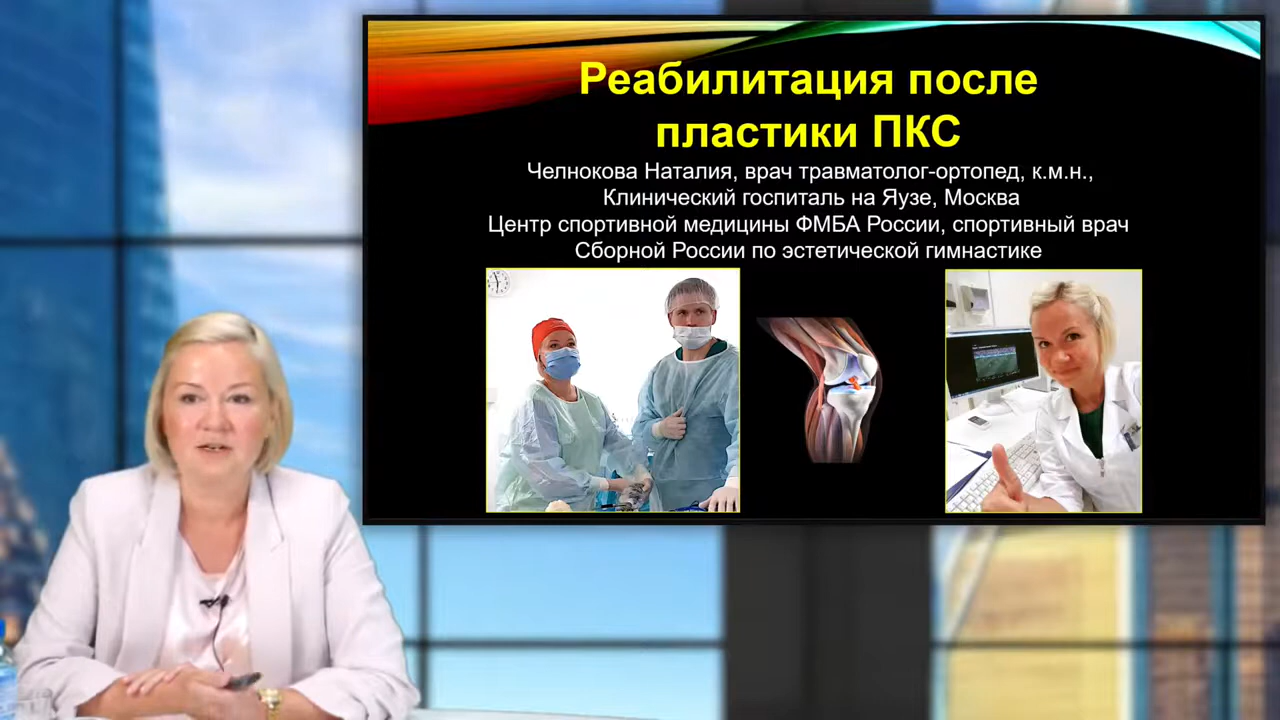 Реабилитация после
пластики ПКС
Челнокова Наталия, врач травматолог-ортопед, к.м.н.,
Клинический госпиталь на Яузе, Москва
Центр спортивной медицины ФМБА России, спортивный врач
Сборной России по эстетической гимнастике